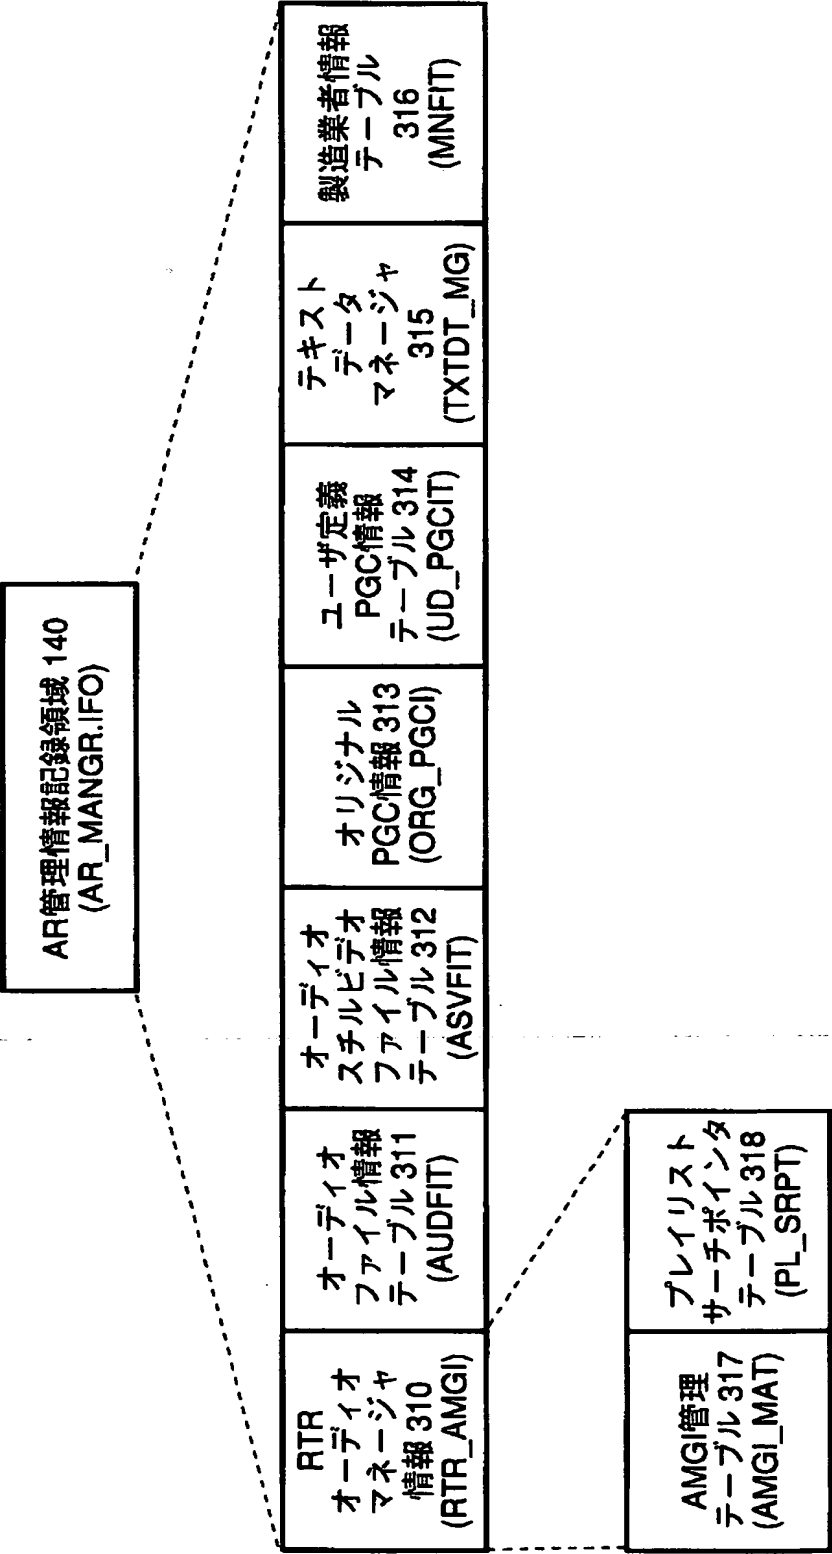 AR管理情報記録領域 140
(AR_MANGR.IFO)
RTR
オーディオ
マネージャ
情報 310
(RTR_AMGI)
オーディオ
ファイル情報
テーブル 311
(AUDFIT)
オーディオ
スチルビデオ
ファイル情報
テーブル 312
(ASVFIT)
オリジナル
PGC情報 313
(ORG_PGCI)
ユーザ定義
PGC情報
テーブル 314
(UD_PGCIT)
テキスト
データ
マネージャ
315
(TXTDT_MG)
製造業者情報
テーブル
316
(MNFIT)
AMGI管理
テーブル 317
(AMGI_MAT)
プレイリスト
サーチポインタ
テーブル 318
(PL_SRPT)